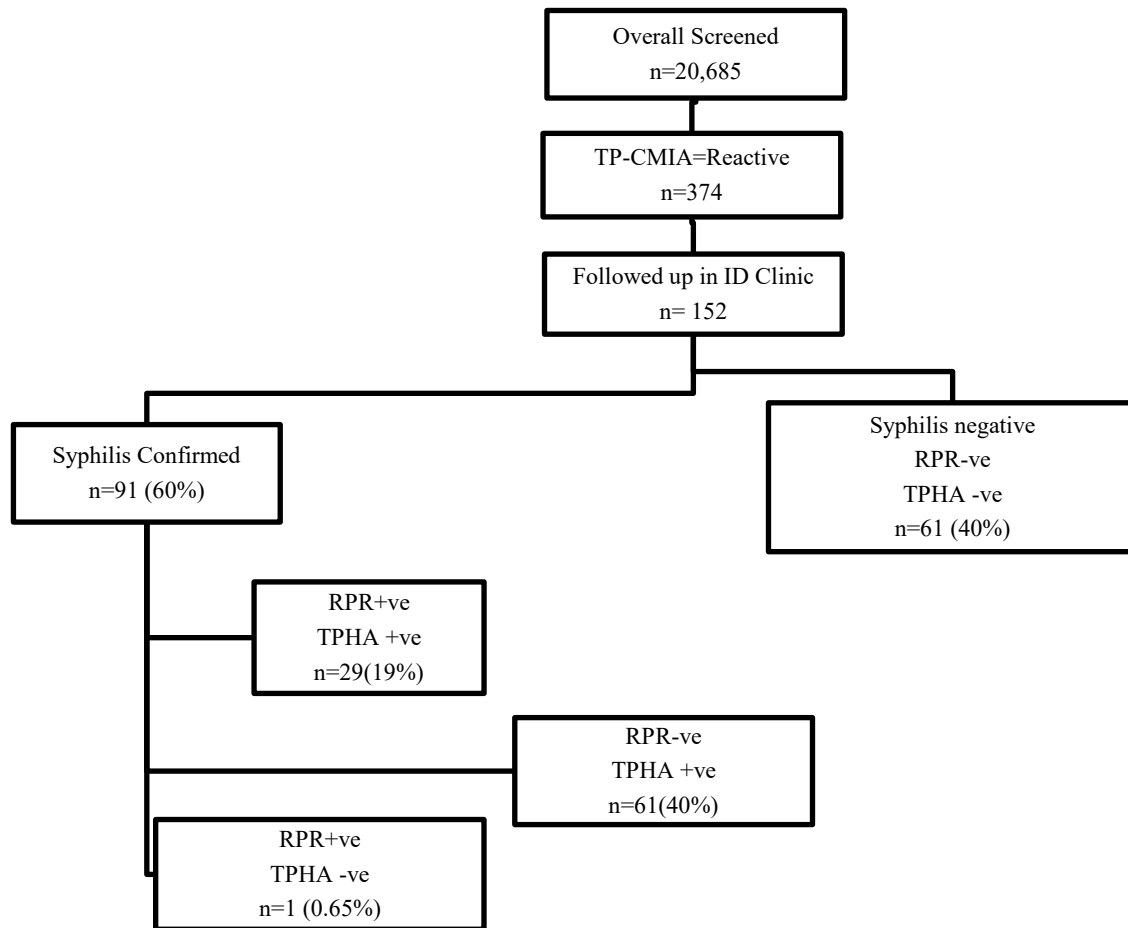 Overall Screened
n=20,685
TP-CMIA=Reactive
n=374
Followed up in ID Clinic
n= 152
Syphilis Confirmed
n=91 (60%)
Syphilis negative
RPR-ve
TPHA -ve
n=61 (40%)
RPR+ve
TPHA +ve
n=29(19%)
RPR-ve
TPHA +ve
n=61(40%)
RPR+ve
TPHA -ve
n=1 (0.65%)